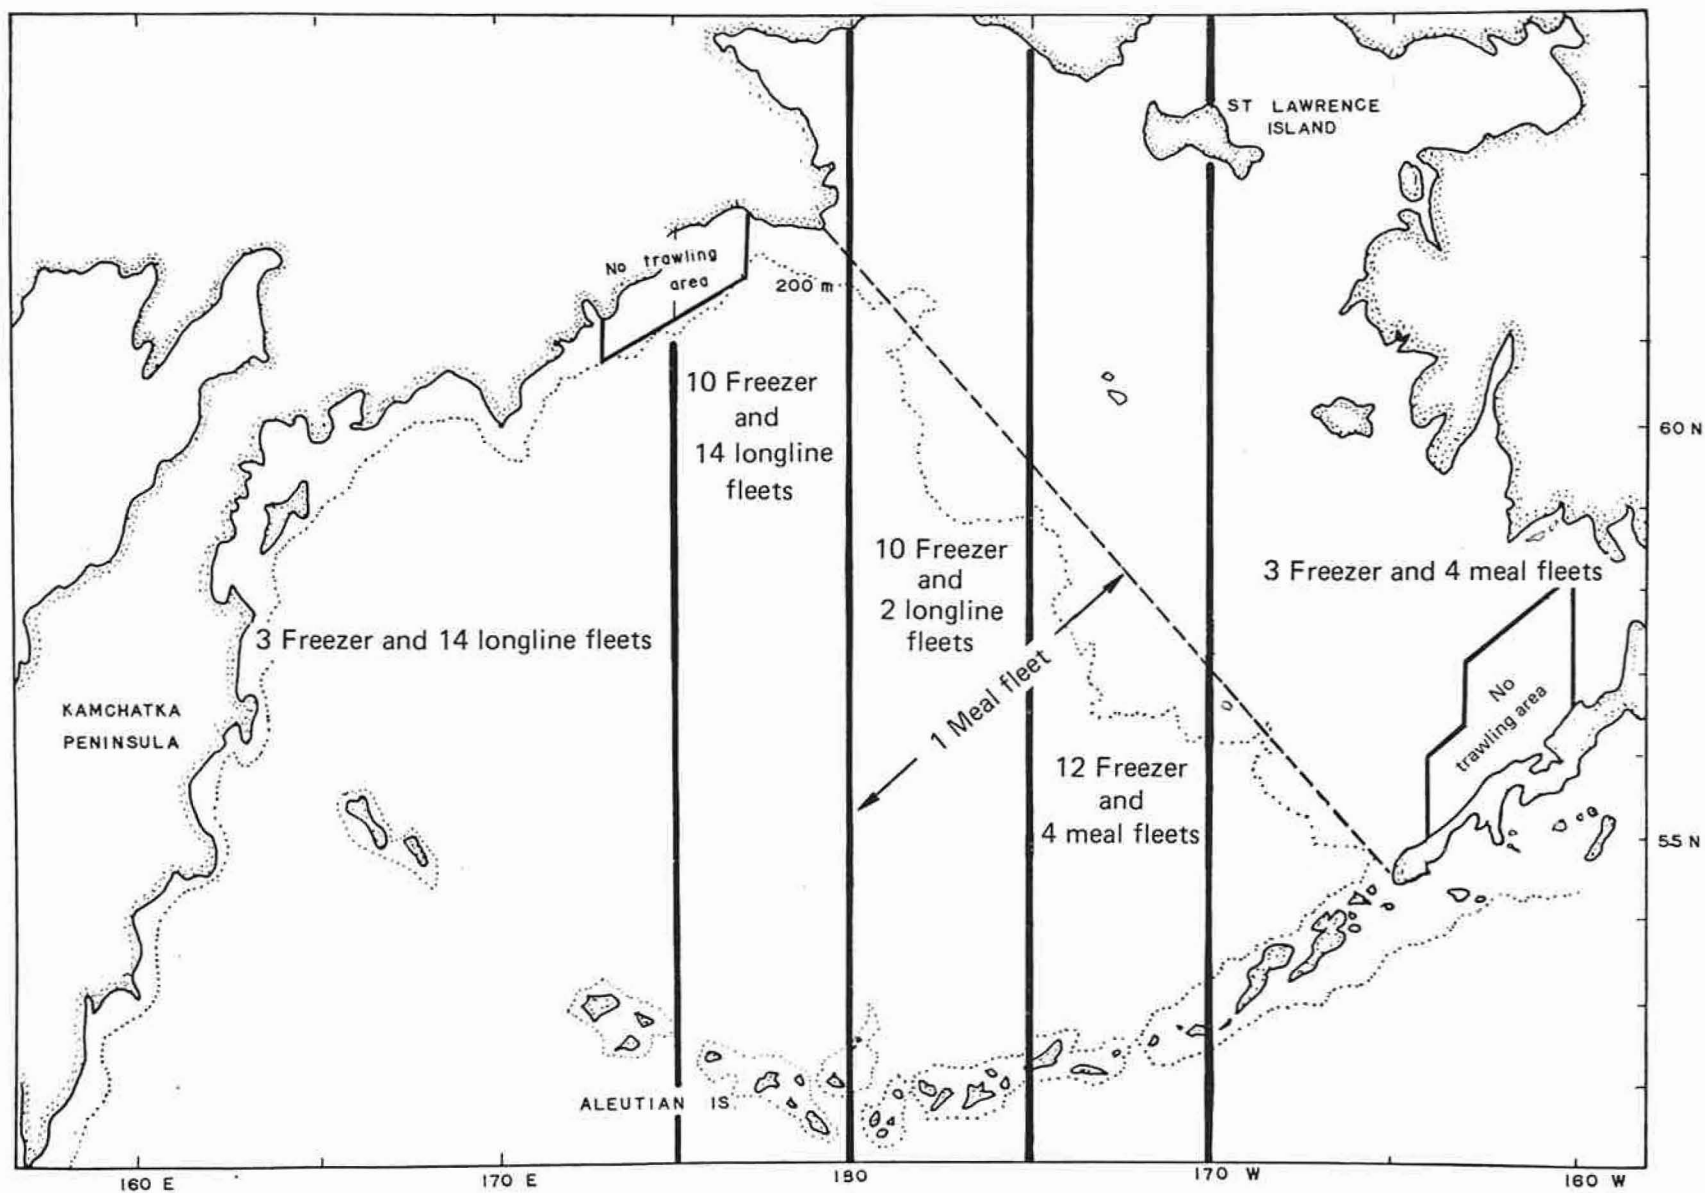 ST LAWRENCE
ISLAND
No trawling
area
200 m
10 Freezer
and
14 longline
fleets
60 N
10 Freezer
and
2 longline
fleets
3 Freezer and 4 meal fleets
3 Freezer and 14 longline fleets
1 Meal fleet
No
trawling area
KAMCHATKA
PENINSULA
12 Freezer
and
4 meal fleets
55 N
ALEUTIAN IS.
160 E
170 E
180
170 W
160 W